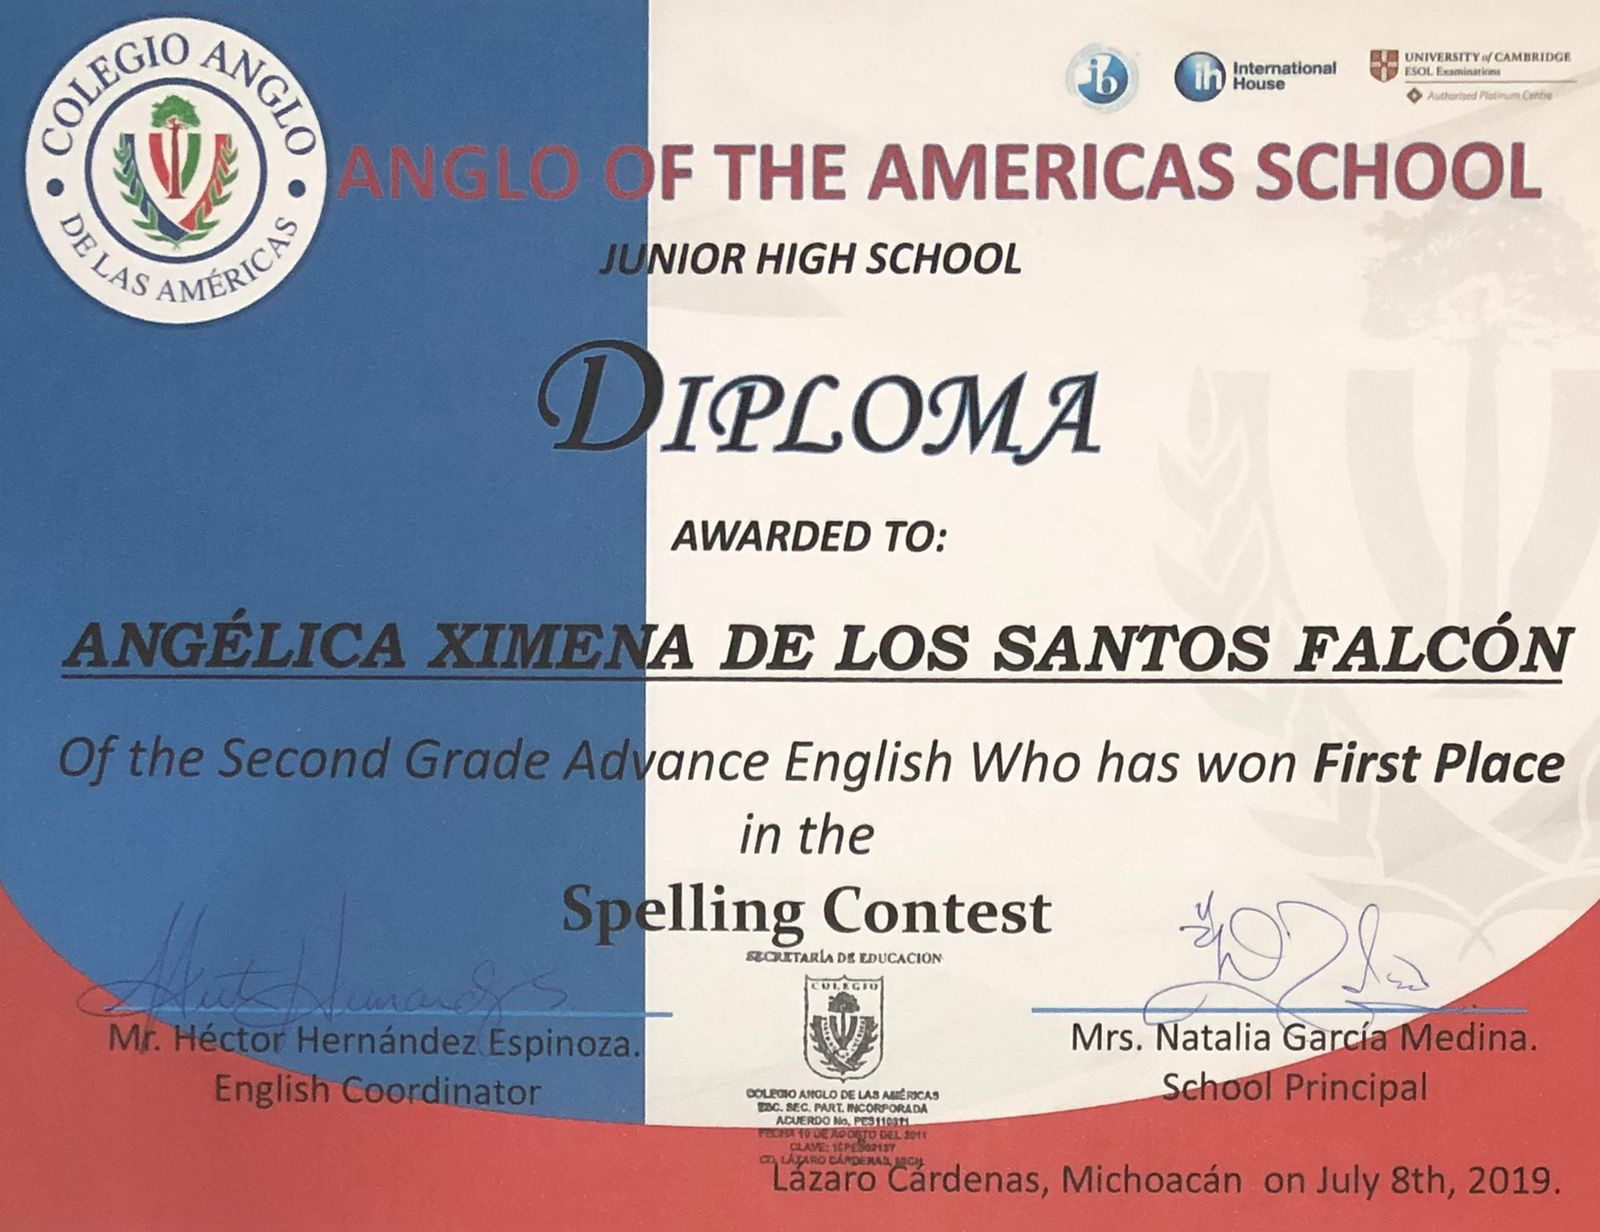 COLEGIO ANGLO
DE LAS AMÉRICAS
ib
ih International
House
UNIVERSITY of CAMBRIDGE
ESOL Examinations
Authorised Platinum Centre
ANGLO OF THE AMERICAS SCHOOL
JUNIOR HIGH SCHOOL
DIPLOMA
AWARDED TO:
ANGÉLICA XIMENA DE LOS SANTOS FALCÓN
Of the Second Grade Advance English Who has won First Place
in the
Spelling Contest
SECRETARÍA DE EDUCACION
COLEGIO
Mr. Héctor Hernández Espinoza.
English Coordinator
Mrs. Natalia García Medina.
School Principal
COLEGIO ANGLO DE LAS AMÉRICAS
ESC. SEC. PART. INCORPORADA
ACUERDO No.
FECHA 10 DE AGOSTO DEL 2011
CLAVE:
CD. LÁZARO CÁRDENAS, MICH.
Lázaro Cárdenas, Michoacán on July 8th, 2019.